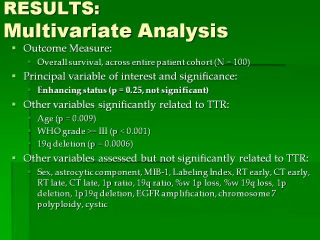 RESULTS:
Multivariate Analysis
Outcome Measure:
Overall survival, across entire patient cohort (N = 100)
Principal variable of interest and significance:
Enhancing status (p = 0.25, not significant)
Other variables significantly related to TTR:
Age (p = 0.009)
WHO grade >= III (p < 0.001)
19q deletion (p = 0.0006)
Other variables assessed but not significantly related to TTR:
Sex, astrocytic component, MIB-1, Labeling Index, RT early, CT early,
RT late, CT late, 1p ratio, 19q ratio, %w 1p loss, %w 19q loss, 1p
deletion, 1p19q deletion, EGFR amplification, chromosome 7
polyploidy, cystic